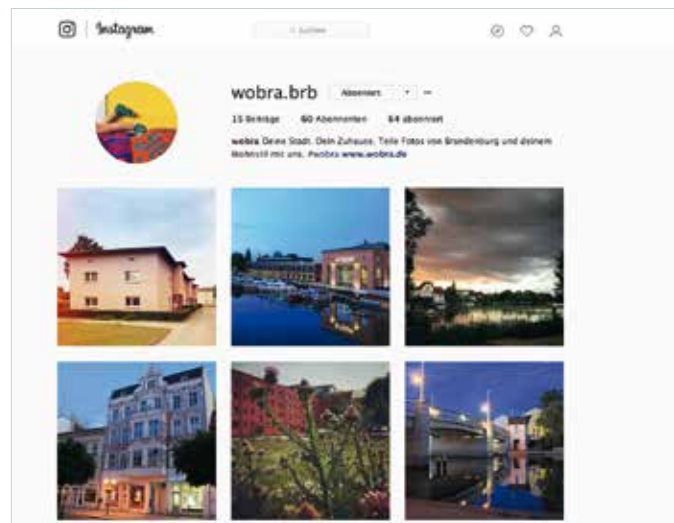 Instagram
Suchen
wobra.brb Abonniert
15 Beiträge 60 Abonnenten 64 abonniert
wobra Deine Stadt. Dein Zuhause. Teile Fotos von Brandenburg und deinem
Wohnstil mit uns. #wobra www.wobra.de